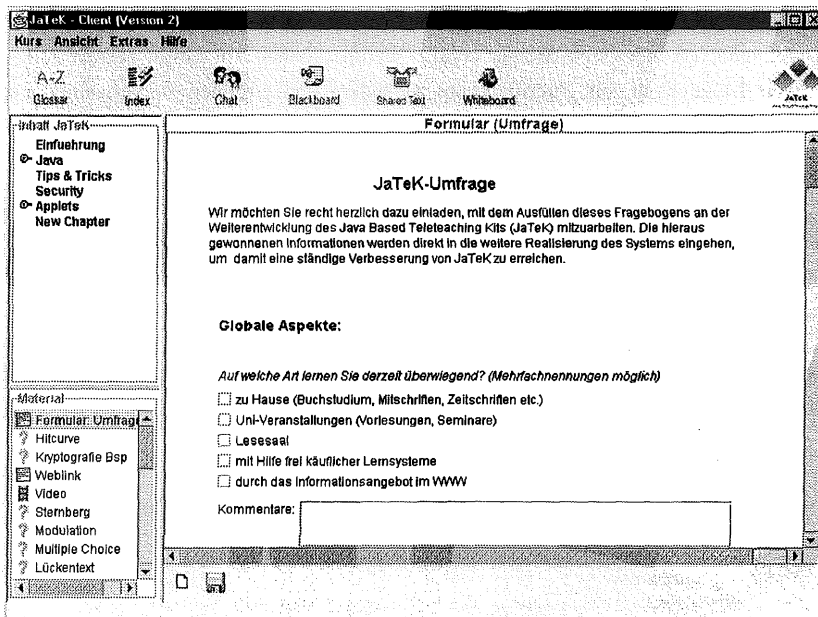 JaTeK - Client (Version 2)
Kurs Ansicht Extras Hilfe
A-Z
Glossar Index Chat Blackboard Shared Text Whiteboard
JaTeK
Inhalt JaTeK
Einfuehrung
Java
Tips & Tricks
Security
Applets
New Chapter
Material
Formular: Umfrage
Hitcurve
Kryptografie Bsp
Weblink
Video
Sternberg
Modulation
Multiple Choice
Lückentext
Formular (Umfrage)
JaTeK-Umfrage
Wir möchten Sie recht herzlich dazu einladen, mit dem Ausfüllen dieses Fragebogens an der
Weiterentwicklung des Java Based Teleteaching Kits (JaTeK) mitzuarbeiten. Die hieraus
gewonnenen Informationen werden direkt in die weitere Realisierung des Systems eingehen,
um damit eine ständige Verbesserung von JaTeK zu erreichen.
Globale Aspekte:
Auf welche Art lernen Sie derzeit überwiegend? (Mehrfachnennungen möglich)
zu Hause (Buchstudium, Mitschriften, Zeitschriften etc.)
Uni-Veranstaltungen (Vorlesungen, Seminare)
Lesesaal
mit Hilfe frei käuflicher Lernsysteme
durch das Informationsangebot im WWW
Kommentare: